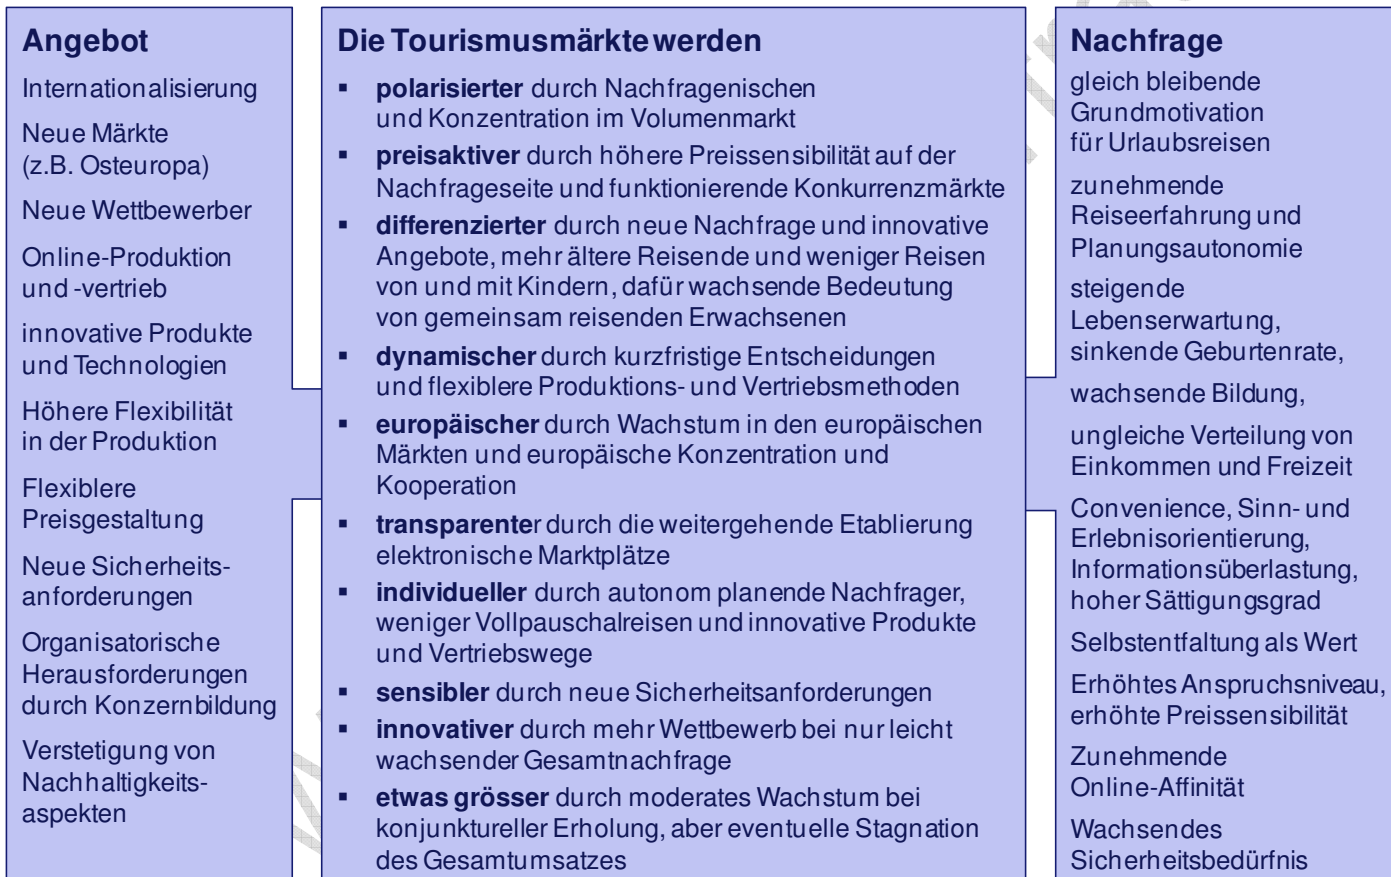 Angebot
Internationalisierung
Neue Märkte
(z.B. Osteuropa)
Neue Wettbewerber
Online-Produktion
und -vertrieb
innovative Produkte
und Technologien
Höhere Flexibilität
in der Produktion
Flexiblere
Preisgestaltung
Neue Sicherheits-
anforderungen
Organisatorische
Herausforderungen
durch Konzernbildung
Verstetigung von
Nachhaltigkeits-
aspekten
Die Tourismusmärkte werden
▪ polarisierter durch Nachfragenischen
und Konzentration im Volumenmarkt
▪ preisaktiver durch höhere Preissensibilität auf der
Nachfrageseite und funktionierende Konkurrenzmärkte
▪ differenzierter durch neue Nachfrage und innovative
Angebote, mehr ältere Reisende und weniger Reisen
von und mit Kindern, dafür wachsende Bedeutung
von gemeinsam reisenden Erwachsenen
▪ dynamischer durch kurzfristige Entscheidungen
und flexiblere Produktions- und Vertriebsmethoden
▪ europäischer durch Wachstum in den europäischen
Märkten und europäische Konzentration und
Kooperation
▪ transparenter durch die weitergehende Etablierung
elektronische Marktplätze
▪ individueller durch autonom planende Nachfrager,
weniger Vollpauschalreisen und innovative Produkte
und Vertriebswege
▪ sensibler durch neue Sicherheitsanforderungen
▪ innovativer durch mehr Wettbewerb bei nur leicht
wachsender Gesamtnachfrage
▪ etwas grösser durch moderates Wachstum bei
konjunktureller Erholung, aber eventuelle Stagnation
des Gesamtumsatzes
Nachfrage
gleich bleibende
Grundmotivation
für Urlaubsreisen
zunehmende
Reiseerfahrung und
Planungsautonomie
steigende
Lebenserwartung,
sinkende Geburtenrate,
wachsende Bildung,
ungleiche Verteilung von
Einkommen und Freizeit
Convenience, Sinn- und
Erlebnisorientierung,
Informationsüberlastung,
hoher Sättigungsgrad
Selbstentfaltung als Wert
Erhöhtes Anspruchsniveau,
erhöhte Preissensibilität
Zunehmende
Online-Affinität
Wachsendes
Sicherheitsbedürfnis